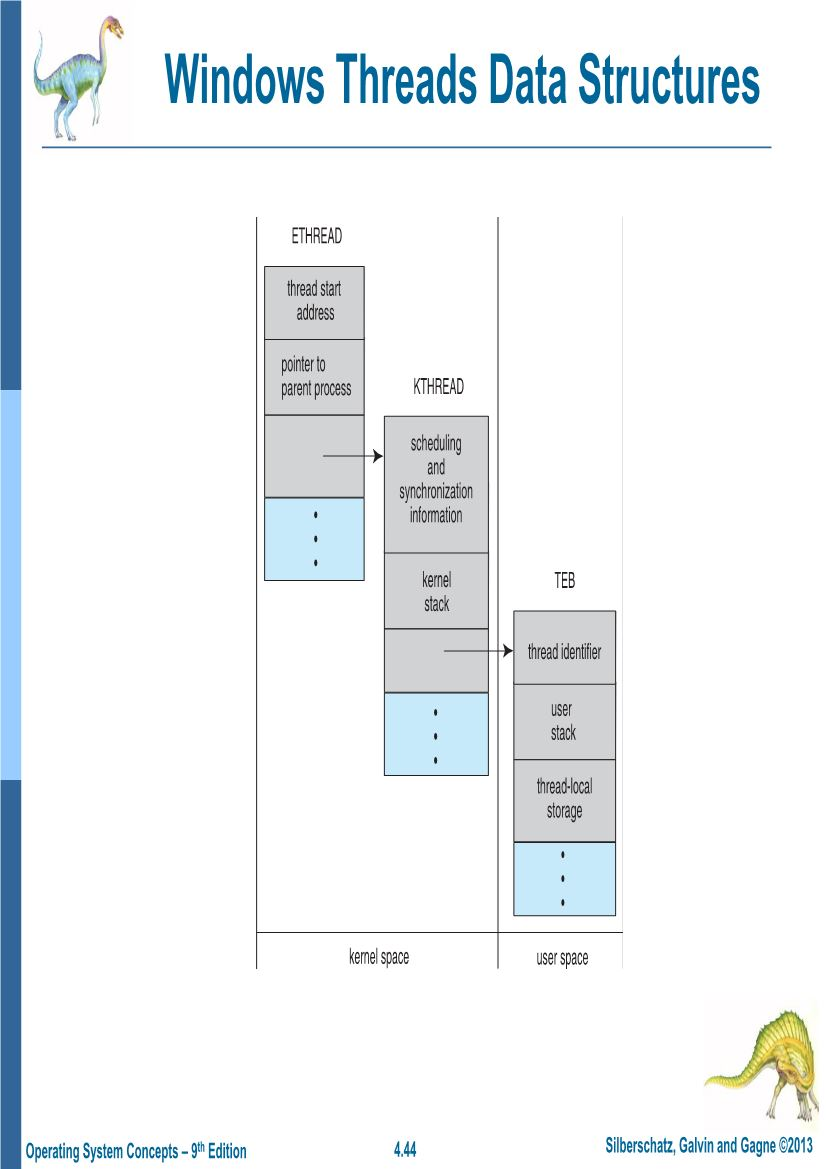 Windows Threads Data Structures
ETHREAD
thread start
address
pointer to
parent process
KTHREAD
scheduling
and
synchronization
information
kernel
stack
TEB
thread identifier
user
stack
thread-local
storage
kernel space
user space
Operating System Concepts – 9th Edition
4.44
Silberschatz, Galvin and Gagne ©2013